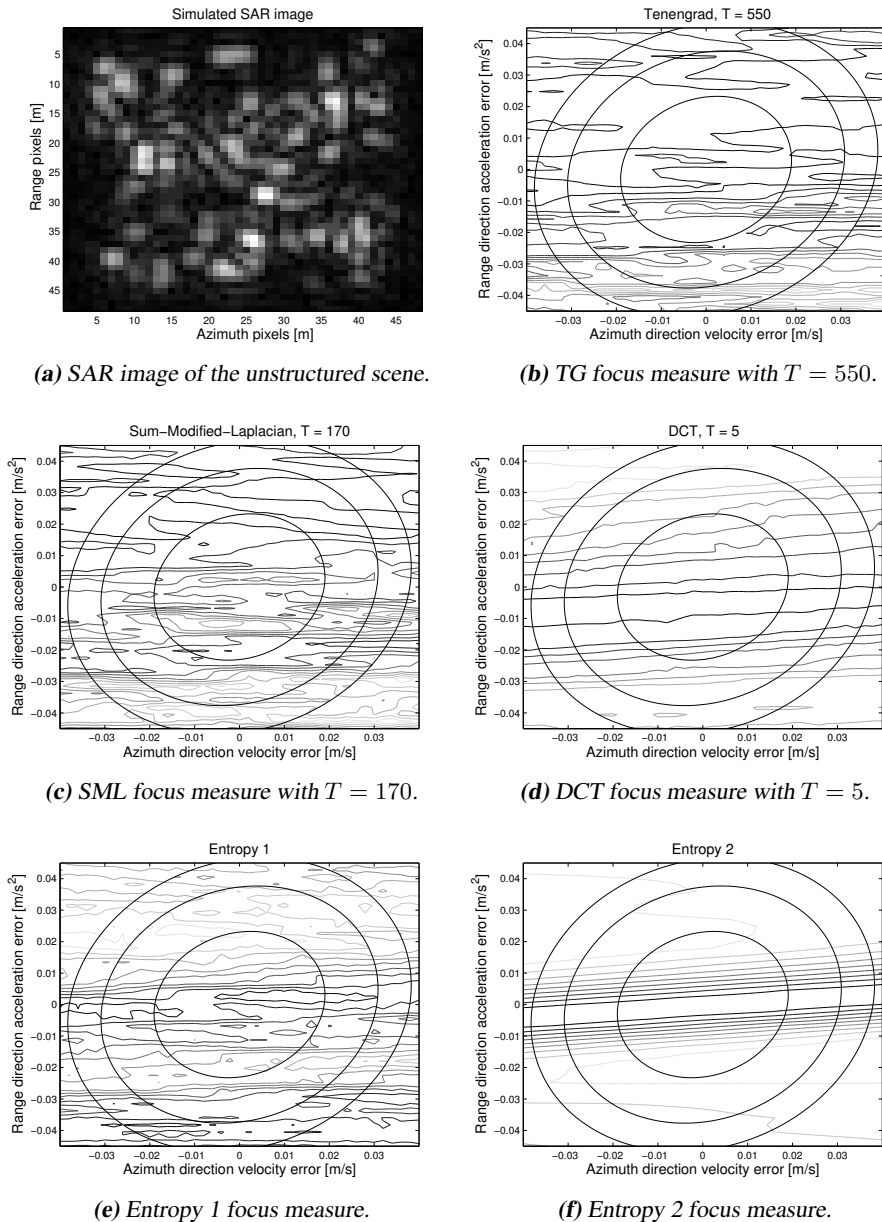 Simulated SAR image
Range pixels [m]
5
10
15
20
25
30
35
40
45
5 10 15 20 25 30 35 40 45
Azimuth pixels [m]
(a) SAR image of the unstructured scene.
Tenengrad, T = 550
Range direction acceleration error [m/s²]
0.04
0.03
0.02
0.01
0
−0.01
−0.02
−0.03
−0.04
−0.03 −0.02 −0.01 0 0.01 0.02 0.03
Azimuth direction velocity error [m/s]
(b) TG focus measure with T = 550.
Sum−Modified−Laplacian, T = 170
Range direction acceleration error [m/s²]
0.04
0.03
0.02
0.01
0
−0.01
−0.02
−0.03
−0.04
−0.03 −0.02 −0.01 0 0.01 0.02 0.03
Azimuth direction velocity error [m/s]
(c) SML focus measure with T = 170.
DCT, T = 5
Range direction acceleration error [m/s²]
0.04
0.03
0.02
0.01
0
−0.01
−0.02
−0.03
−0.04
−0.03 −0.02 −0.01 0 0.01 0.02 0.03
Azimuth direction velocity error [m/s]
(d) DCT focus measure with T = 5.
Entropy 1
Range direction acceleration error [m/s²]
0.04
0.03
0.02
0.01
0
−0.01
−0.02
−0.03
−0.04
−0.03 −0.02 −0.01 0 0.01 0.02 0.03
Azimuth direction velocity error [m/s]
(e) Entropy 1 focus measure.
Entropy 2
Range direction acceleration error [m/s²]
0.04
0.03
0.02
0.01
0
−0.01
−0.02
−0.03
−0.04
−0.03 −0.02 −0.01 0 0.01 0.02 0.03
Azimuth direction velocity error [m/s]
(f) Entropy 2 focus measure.